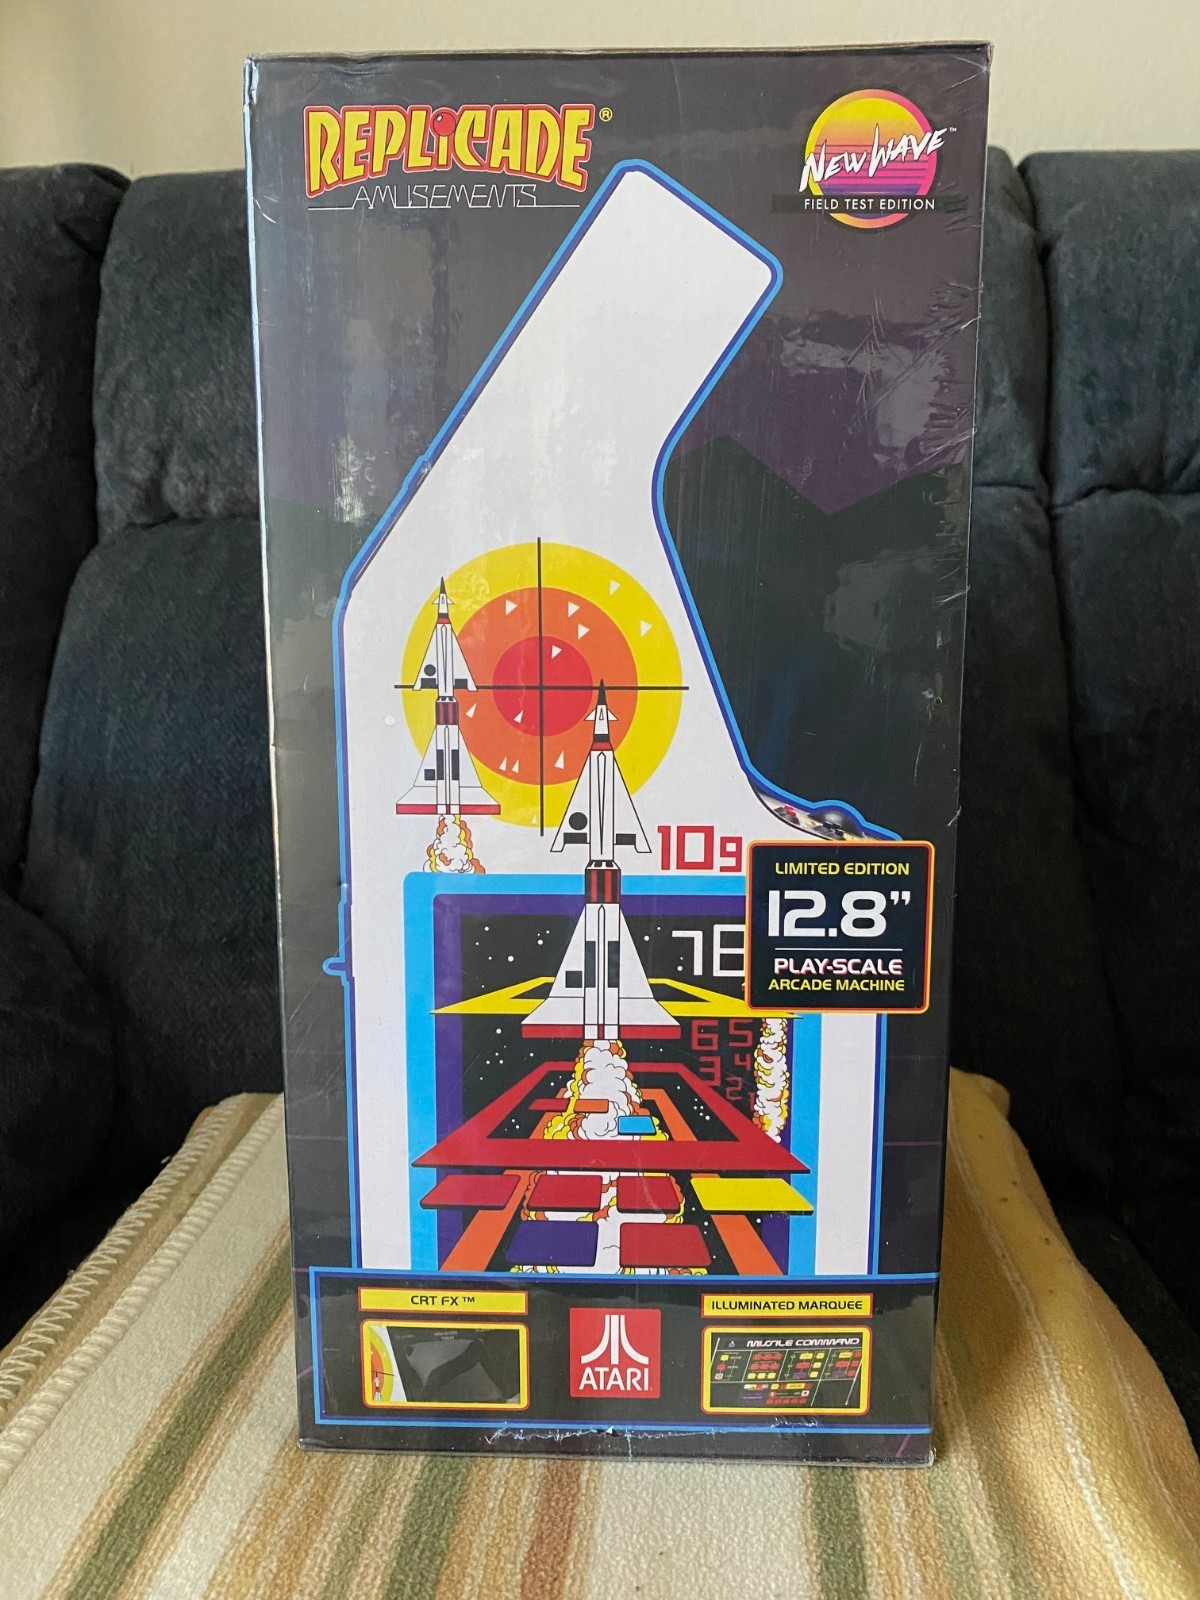 REPLiCADE®
AMUSEMENTS
NEW WAVE™
FIELD TEST EDITION
10g
LIMITED EDITION
12.8”
PLAY-SCALE
ARCADE MACHINE
6 5
3 4
2 1
CRT FX™
ATARI
ILLUMINATED MARQUEE
MISSILE COMMAND